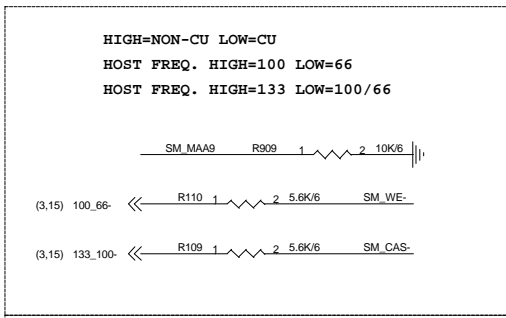 HIGH=NON-CU LOW=CU
HOST FREQ. HIGH=100 LOW=66
HOST FREQ. HIGH=133 LOW=100/66
SM_MAA9 R909 1 2 10K/6
(3,15) 100_66- R110 1 2 5.6K/6 SM_WE-
(3,15) 133_100- R109 1 2 5.6K/6 SM_CAS-